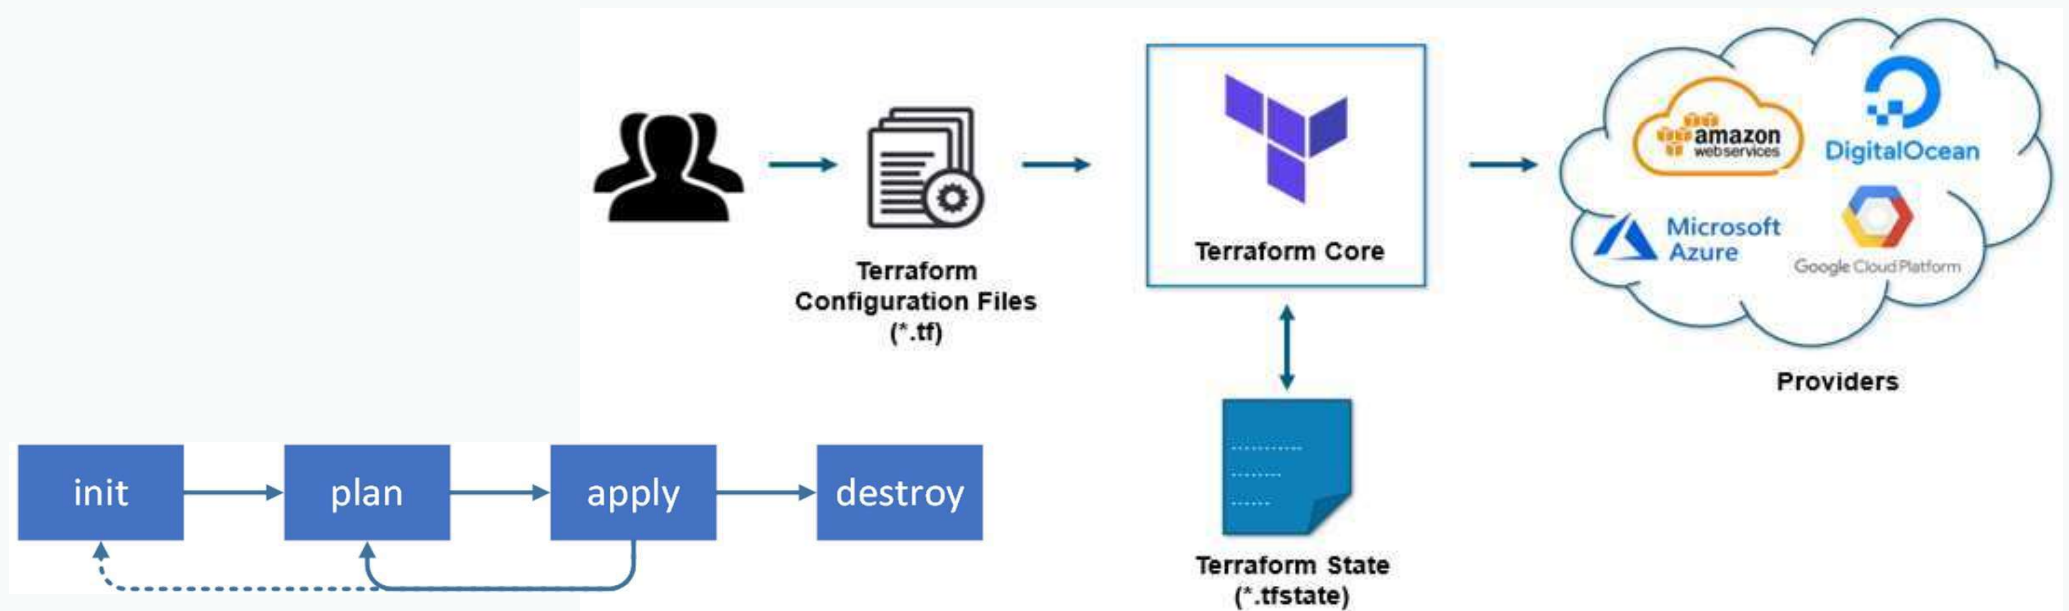 amazon
webservices
DigitalOcean
Microsoft
Azure
Google Cloud Platform
Terraform Core
Terraform
Configuration Files
(*.tf)
Providers
init
plan
apply
destroy
Terraform State
(*.tfstate)